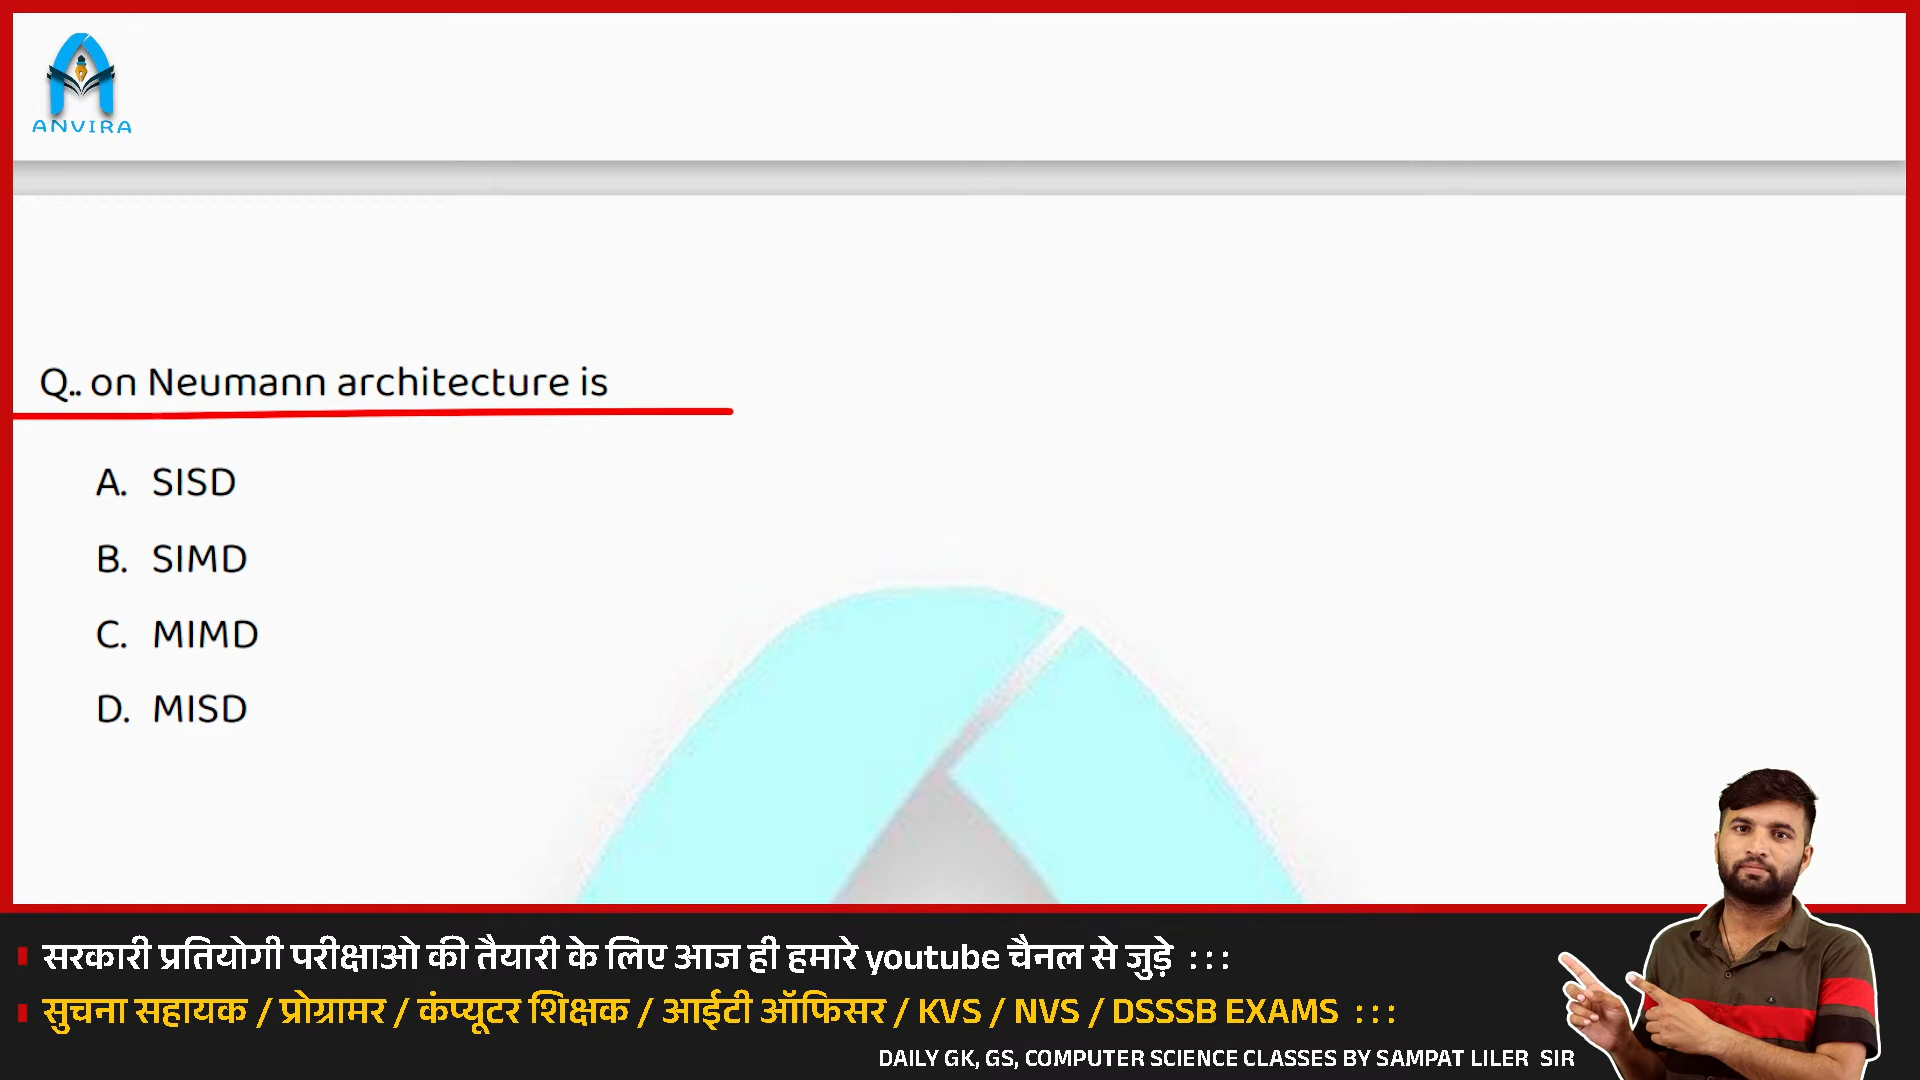 ANVIRA
Q.. on Neumann architecture is
A. SISD
B. SIMD
C. MIMD
D. MISD
सरकारी प्रतियोगी परीक्षाओ की तैयारी के लिए आज ही हमारे youtube चैनल से जुड़े :::
सुचना सहायक / प्रोग्रामर / कंप्यूटर शिक्षक / आईटी ऑफिसर / KVS / NVS / DSSSB EXAMS :::
DAILY GK, GS, COMPUTER SCIENCE CLASSES BY SAMPAT LILER SIR